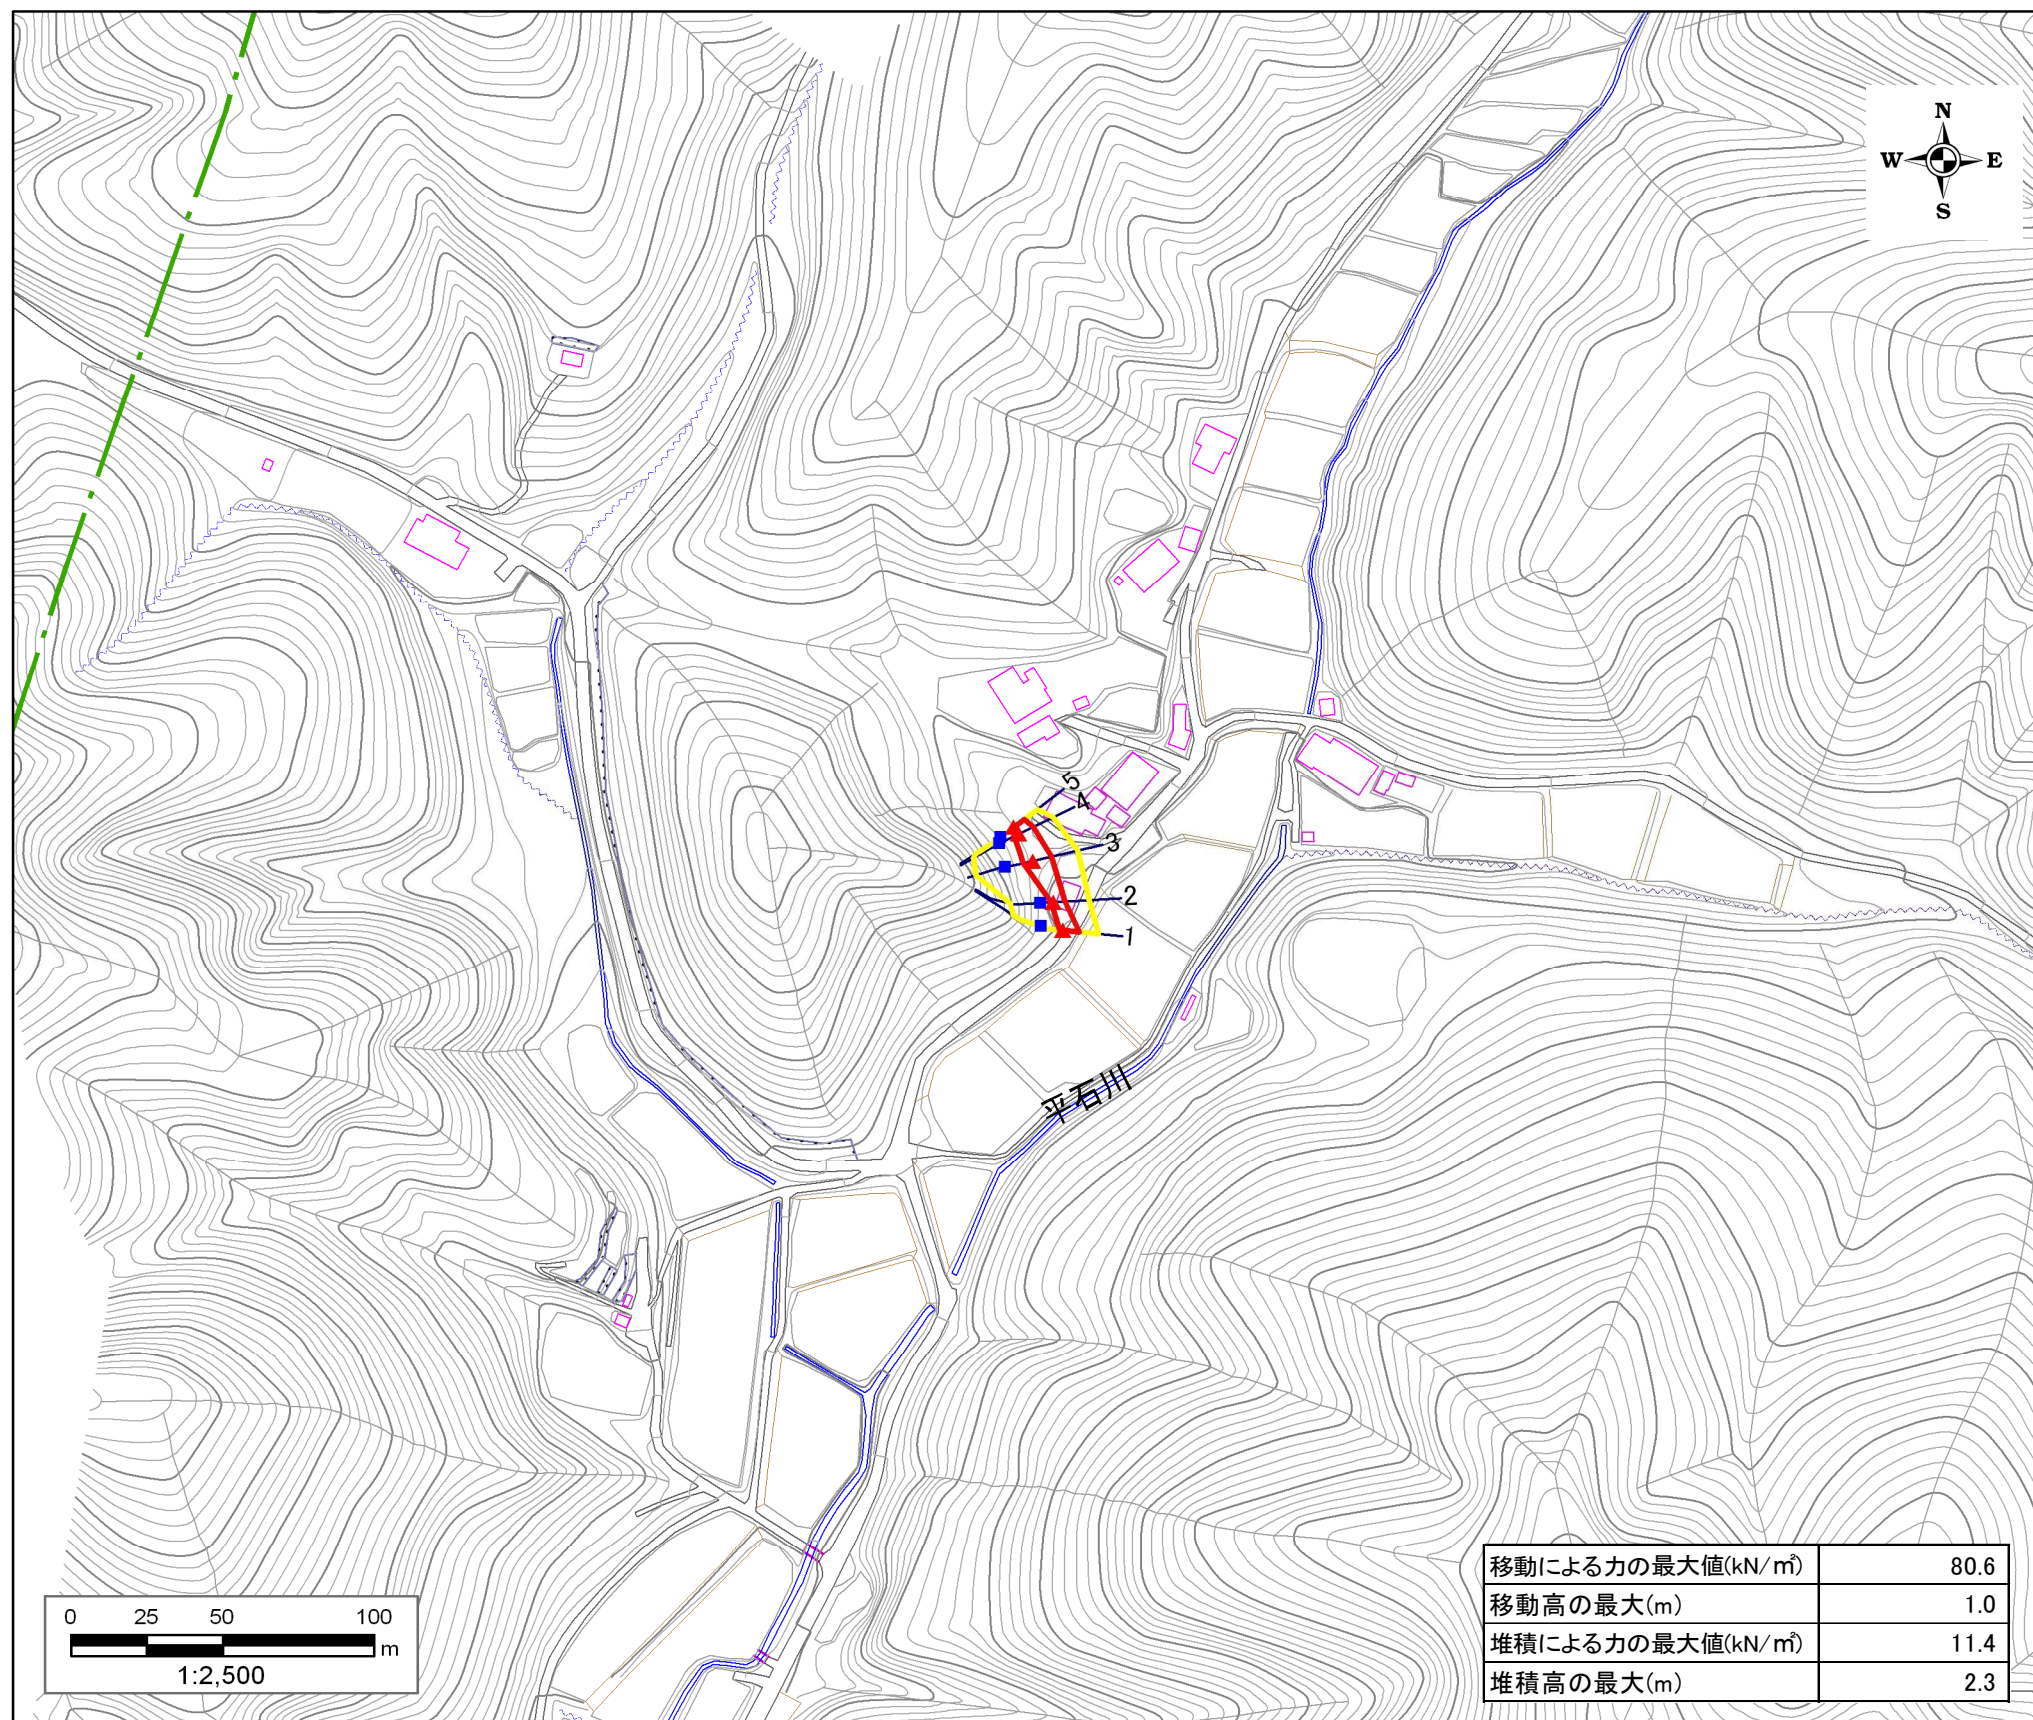 N
W E
S
5
4
3
2
1
平石川
移動による力の最大値(kN/㎡) 80.6
移動高の最大(m) 1.0
堆積による力の最大値(kN/㎡) 11.4
堆積高の最大(m) 2.3
0 25 50 100
m
1:2,500